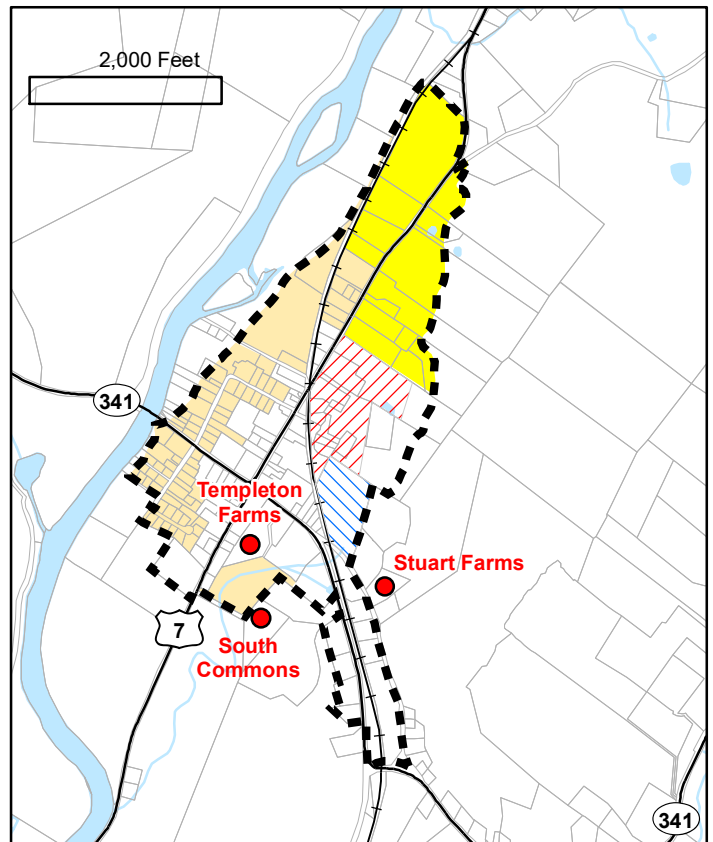 2,000 Feet
341
Templeton
Farms
Stuart Farms
7
South
Commons
341